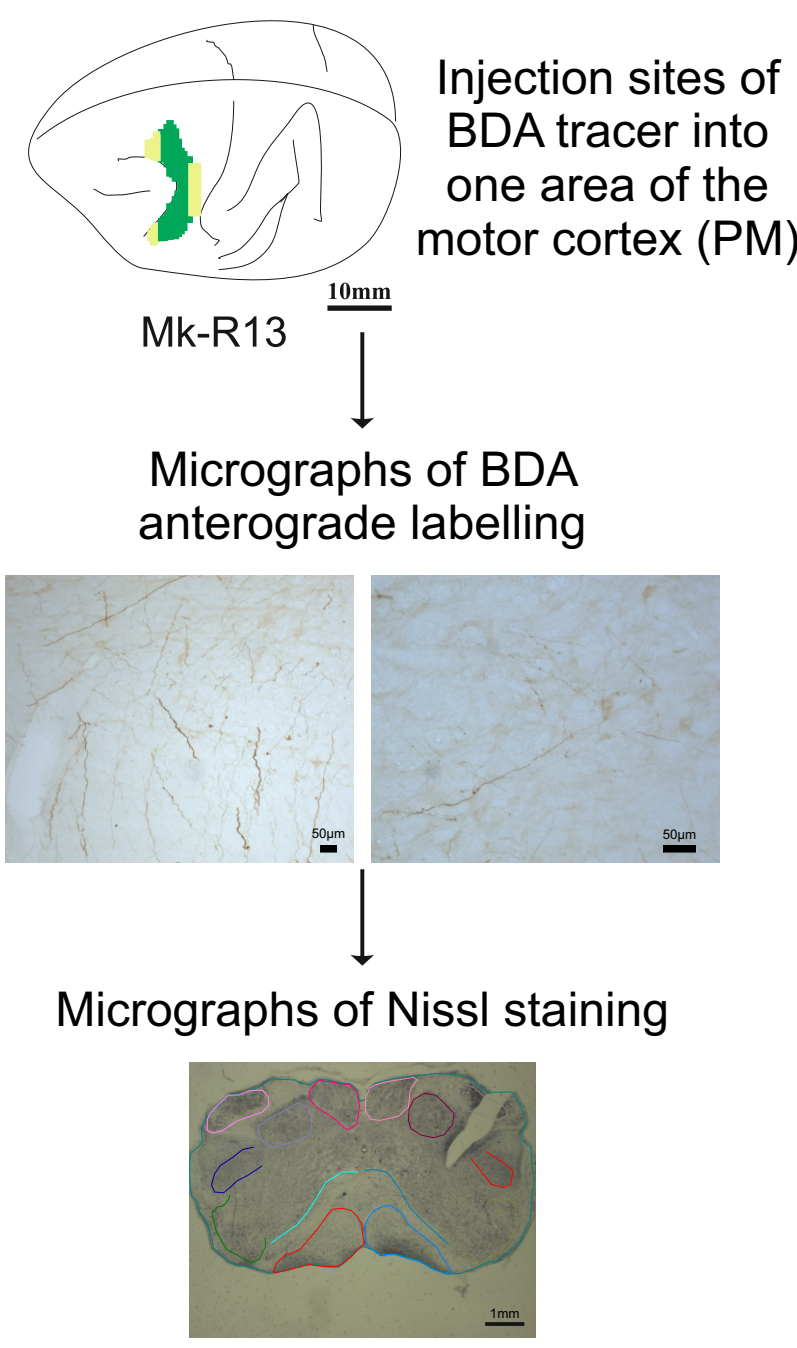 Injection sites of
BDA tracer into
one area of the
motor cortex (PM)
10mm
Mk-R13
Micrographs of BDA
anterograde labelling
50µm
50µm
Micrographs of Nissl staining
1mm